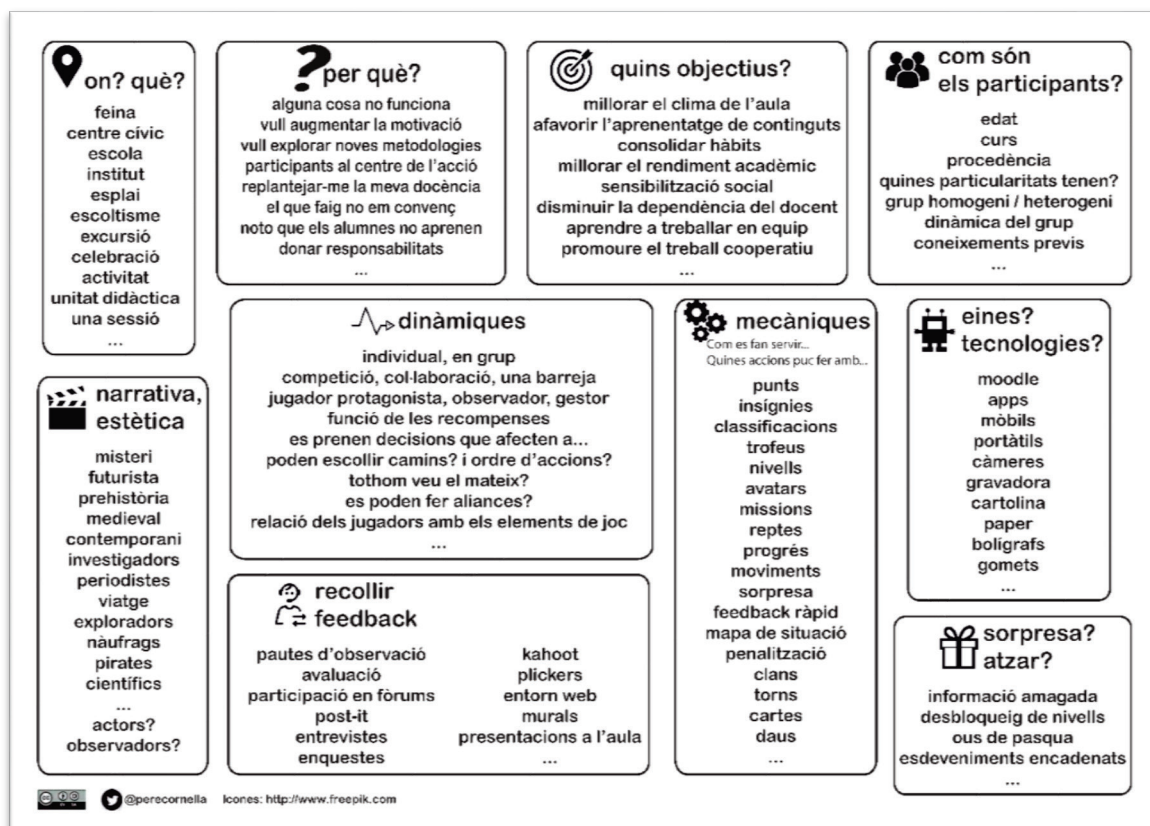 on? què?
feina
centre cívic
escola
institut
esplai
escoltisme
excursió
celebració
activitat
unitat didàctica
una sessió
...
per què?
alguna cosa no funciona
vull augmentar la motivació
vull explorar noves metodologies
participants al centre de l'acció
replantejar-me la meva docència
el que faig no em convenç
noto que els alumnes no aprenen
donar responsabilitats
...
quins objectius?
millorar el clima de l'aula
afavorir l'aprenentatge de continguts
consolidar hàbits
millorar el rendiment acadèmic
sensibilització social
disminuir la dependència del docent
aprendre a treballar en equip
promoure el treball cooperatiu
...
com són
els participants?
edat
curs
procedència
quines particularitats tenen?
grup homogeni / heterogeni
dinàmica del grup
coneixements previs
...
narrativa,
estètica
misteri
futurista
prehistòria
medieval
contemporani
investigadors
periodistes
viatge
exploradors
nàufrags
pirates
científics
...
actors?
observadors?
dinàmiques
individual, en grup
competició, col·laboració, una barreja
jugador protagonista, observador, gestor
funció de les recompenses
es prenen decisions que afecten a...
poden escollir camins? i ordre d'accions?
tothom veu el mateix?
es poden fer aliances?
relació dels jugadors amb els elements de joc
...
recollir
feedback
pautes d'observació
avaluació
participació en fòrums
post-it
entrevistes
enquestes
kahoot
plickers
entorn web
murals
presentacions a l'aula
...
mecàniques
Com es fan servir...
Quines accions puc fer amb...
punts
insígnies
classificacions
trofeus
nivells
avatars
missions
reptes
progrés
moviments
sorpresa
feedback ràpid
mapa de situació
penalització
clans
torns
cartes
daus
...
eines?
tecnologies?
moodle
apps
mòbils
portàtils
càmeres
gravadora
cartolina
paper
bolígrafs
gomets
...
sorpresa?
atzar?
informació amagada
desbloqueig de nivells
ous de pasqua
esdeveniments encadenats
...
@perecornella Icones: http://www.freepik.com